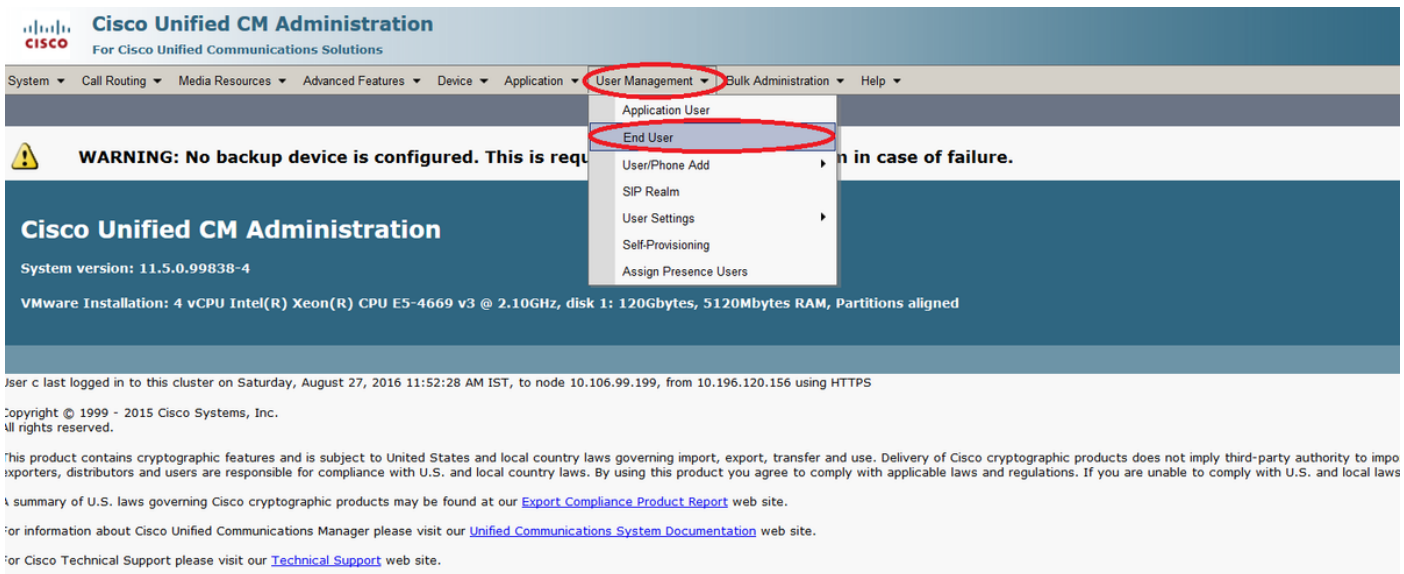 cisco
Cisco Unified CM Administration
For Cisco Unified Communications Solutions
System Call Routing Media Resources Advanced Features Device Application User Management Bulk Administration Help
Application User
End User
User/Phone Add
SIP Realm
User Settings
Self-Provisioning
Assign Presence Users
WARNING: No backup device is configured. This is requ
in case of failure.
Cisco Unified CM Administration
System version: 11.5.0.99838-4
VMware Installation: 4 vCPU Intel(R) Xeon(R) CPU E5-4669 v3 @ 2.10GHz, disk 1: 120Gbytes, 5120Mbytes RAM, Partitions aligned
User c last logged in to this cluster on Saturday, August 27, 2016 11:52:28 AM IST, to node 10.106.99.199, from 10.196.120.156 using HTTPS
Copyright © 1999 - 2015 Cisco Systems, Inc.
All rights reserved.
This product contains cryptographic features and is subject to United States and local country laws governing import, export, transfer and use. Delivery of Cisco cryptographic products does not imply third-party authority to impo
exporters, distributors and users are responsible for compliance with U.S. and local country laws. By using this product you agree to comply with applicable laws and regulations. If you are unable to comply with U.S. and local laws
A summary of U.S. laws governing Cisco cryptographic products may be found at our Export Compliance Product Report web site.
For information about Cisco Unified Communications Manager please visit our Unified Communications System Documentation web site.
For Cisco Technical Support please visit our Technical Support web site.